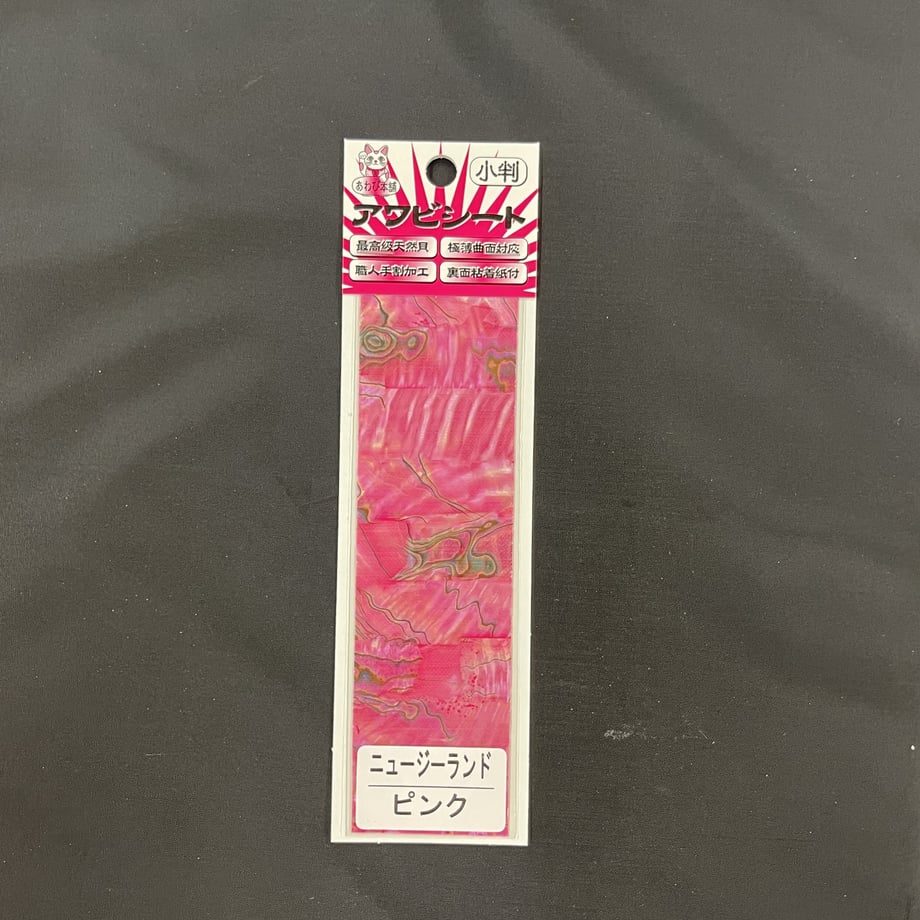 小判
あわび本舗
アワビシート
最高級天然貝
極薄曲面対応
職人手割加工
裏面粘着紙付
ニュージーランド
ピンク